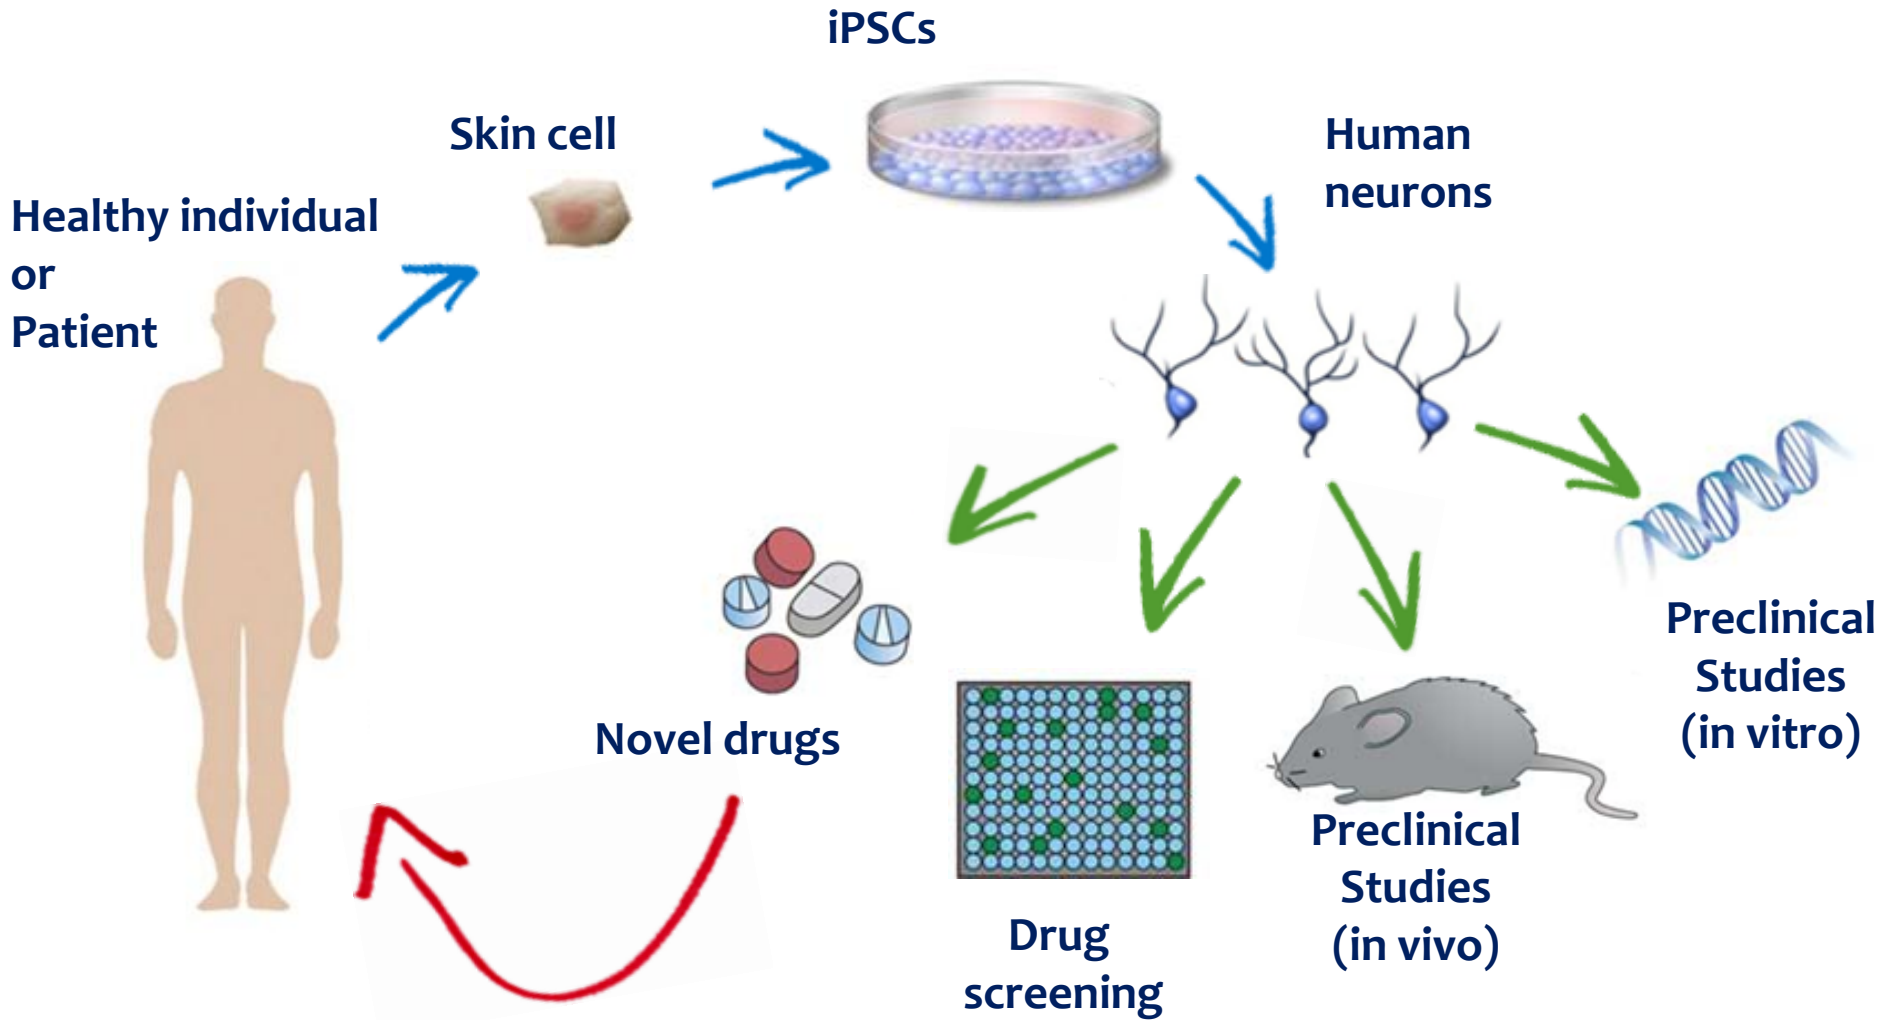 iPSCs
Skin cell
Human
neurons
Healthy individual
or
Patient
Novel drugs
Drug
screening
Preclinical
Studies
(in vivo)
Preclinical
Studies
(in vitro)